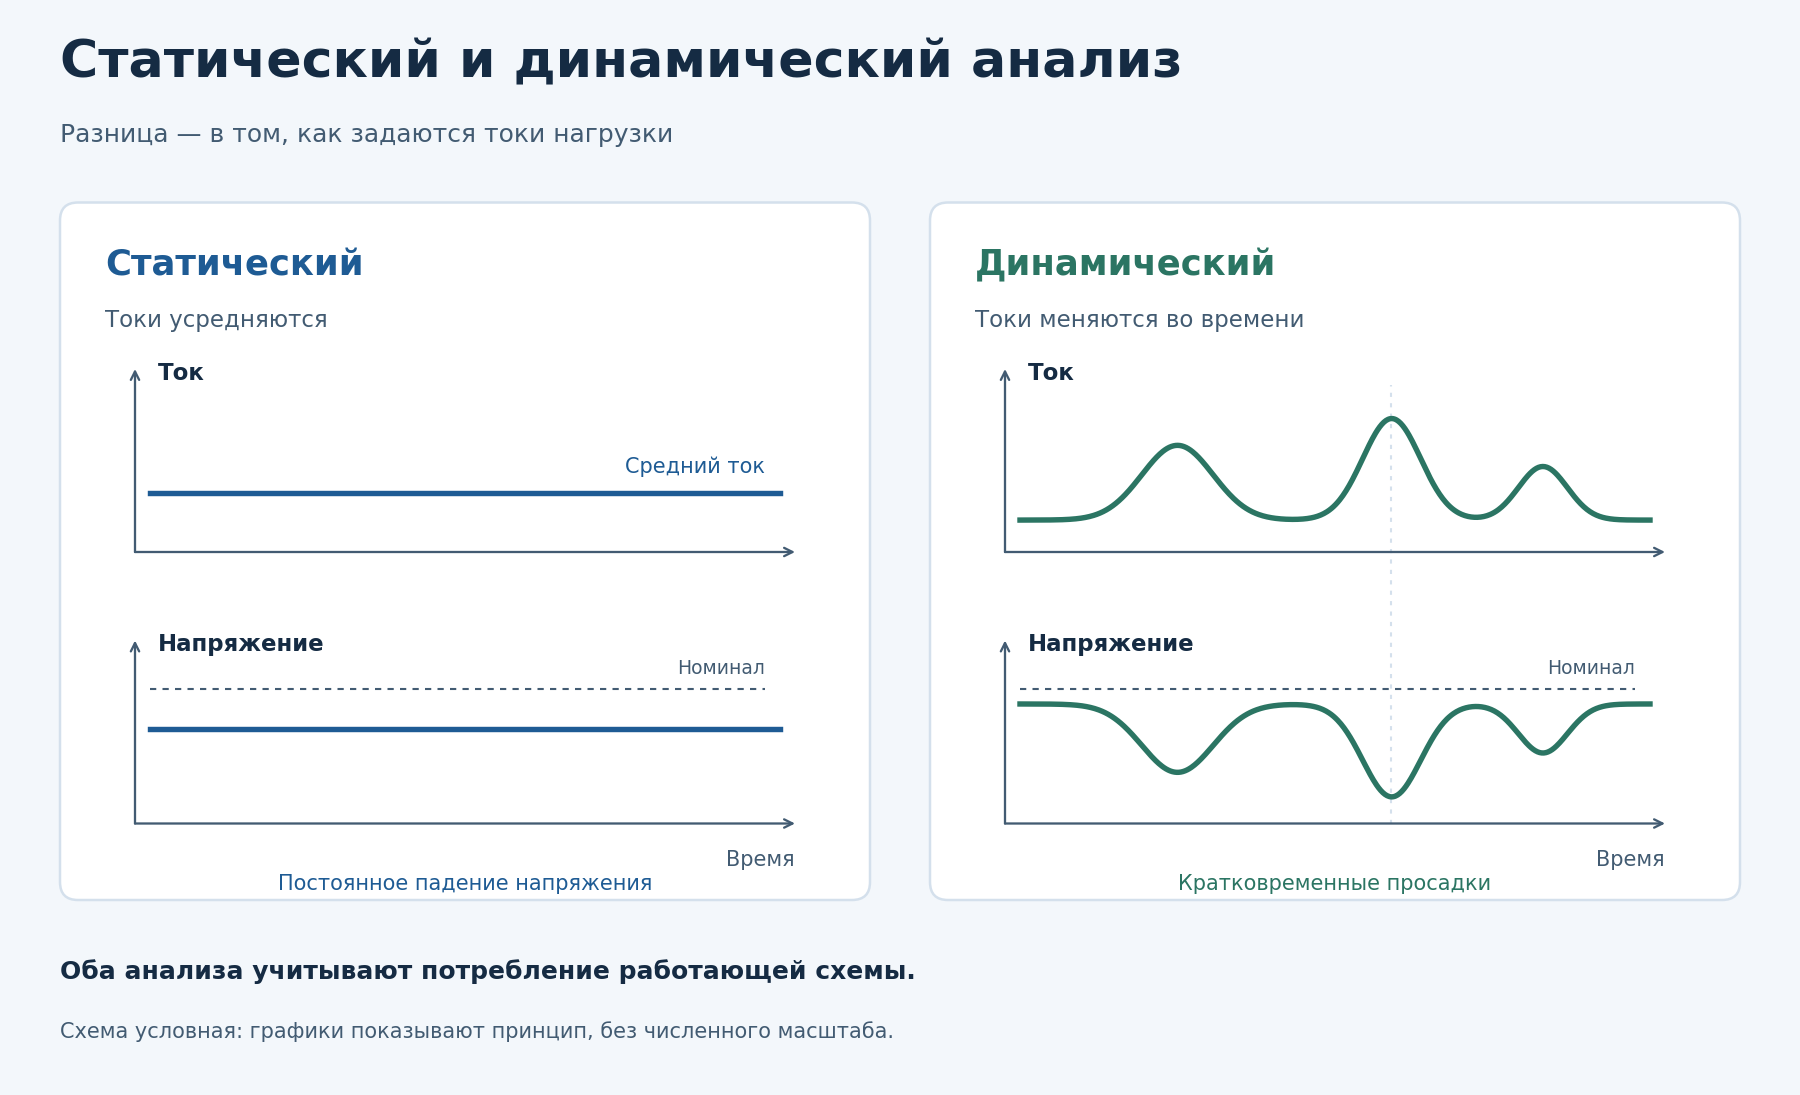 Статический и динамический анализ
Разница — в том, как задаются токи нагрузки
Статический
Токи усредняются
Ток
Средний ток
Напряжение
Номинал
Время
Постоянное падение напряжения
Динамический
Токи меняются во времени
Ток
Напряжение
Номинал
Время
Кратковременные просадки
Оба анализа учитывают потребление работающей схемы.
Схема условная: графики показывают принцип, без численного масштаба.